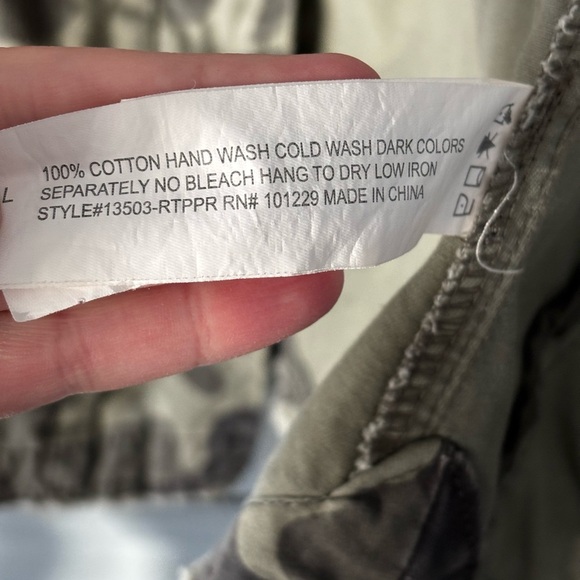 L
100% COTTON HAND WASH COLD WASH DARK COLORS
SEPARATELY NO BLEACH HANG TO DRY LOW IRON
STYLE#13503-RTPPR RN# 101229 MADE IN CHINA